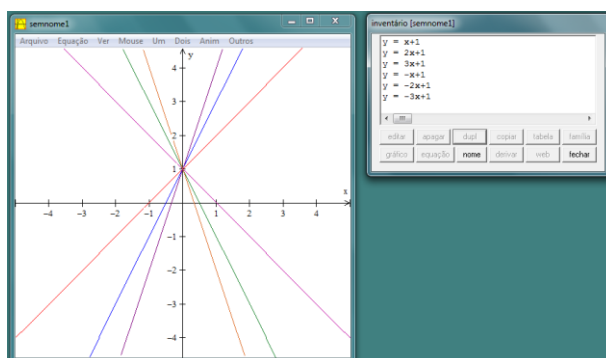 semnome1
Arquivo Equação Ver Mouse Um Dois Anim Outros
y
4
3
2
1
x
−4 −3 −2 −1 1 2 3 4
−1
−2
−3
−4
inventário [semnome1]
y = x+1
y = 2x+1
y = 3x+1
y = -x+1
y = -2x+1
y = -3x+1
editar apagar dupl copiar tabela família
gráfico equação nome derivar web fechar